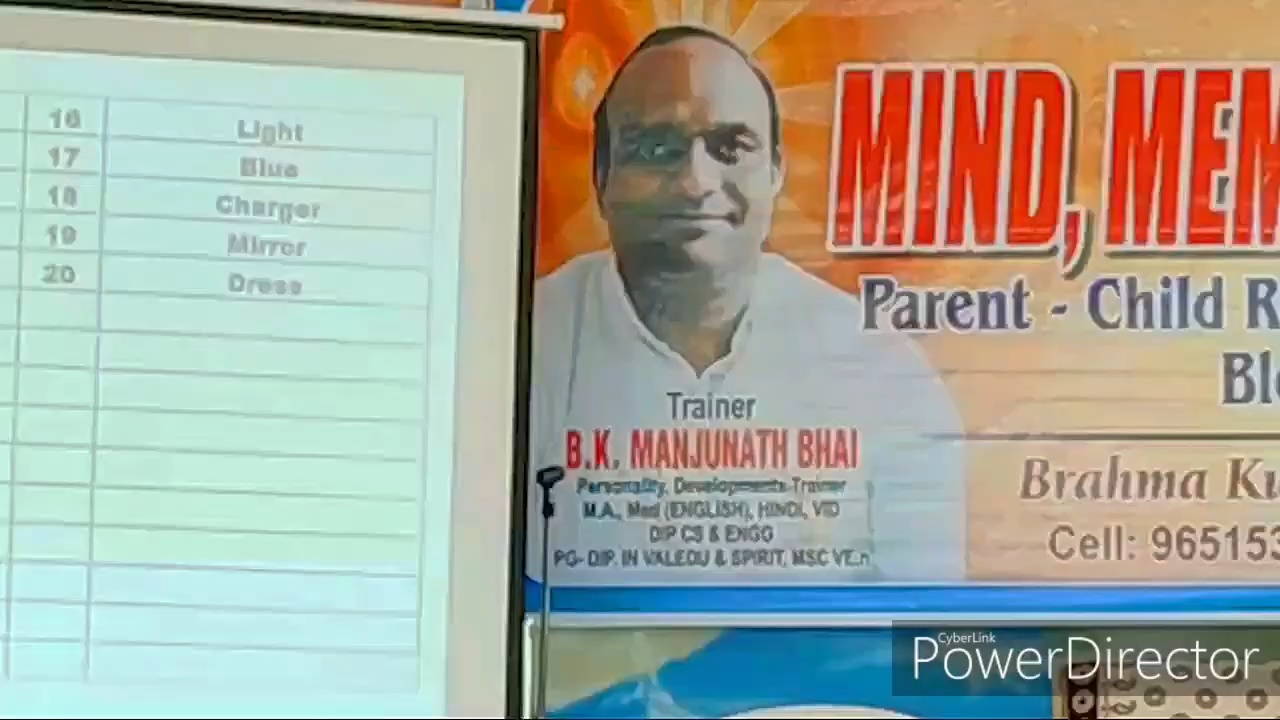 16 Light
17 Blue
18 Charger
19 Mirror
20 Dress
MIND, MEM
Parent - Child R
Ble
Trainer
B.K. MANJUNATH BHAI
Personality, Developments Trainer
M.A., Med (ENGLISH), HINDI, VID
DIP CS & ENGG
PG- DIP. IN VALEDU & SPIRIT, MSC VE.n
Brahma Ku
Cell: 965153
CyberLink
PowerDirector